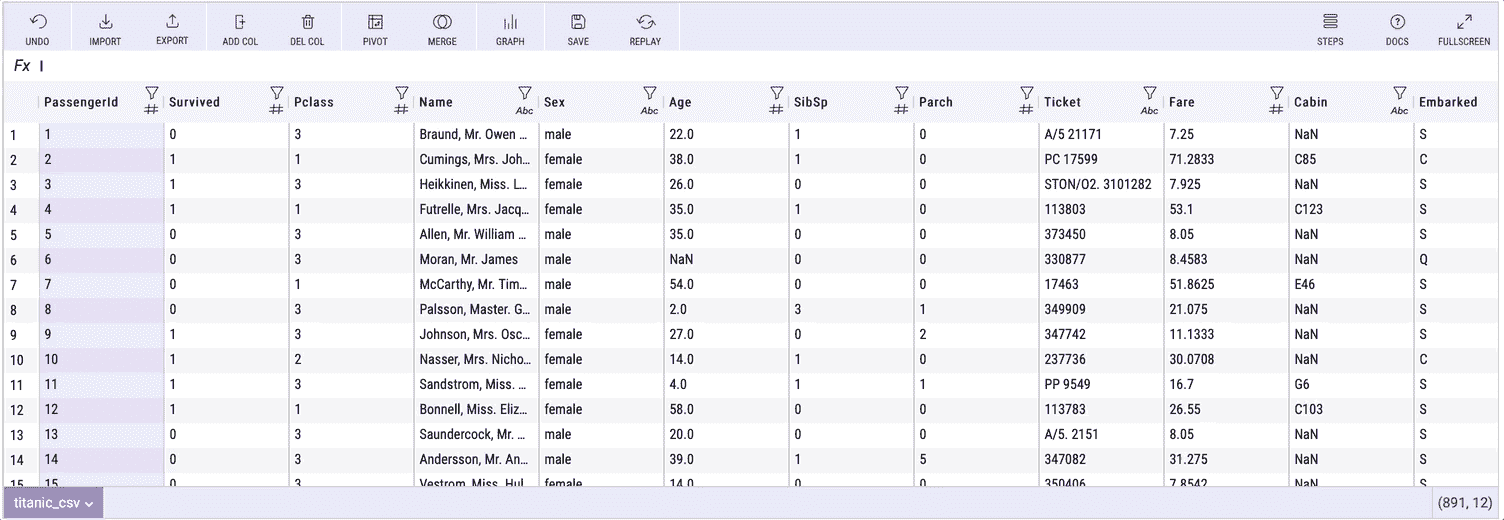 UNDO IMPORT EXPORT ADD COL DEL COL PIVOT MERGE GRAPH SAVE REPLAY STEPS DOCS FULLSCREEN
Fx
PassengerId # Survived # Pclass # Name Abc Sex Abc Age # SibSp # Parch # Ticket Abc Fare # Cabin Abc Embarked
1 1 0 3 Braund, Mr. Owen ... male 22.0 1 0 A/5 21171 7.25 NaN S
2 2 1 1 Cumings, Mrs. Joh... female 38.0 1 0 PC 17599 71.2833 C85 C
3 3 1 3 Heikkinen, Miss. L... female 26.0 0 0 STON/O2. 3101282 7.925 NaN S
4 4 1 1 Futrelle, Mrs. Jacq... female 35.0 1 0 113803 53.1 C123 S
5 5 0 3 Allen, Mr. William ... male 35.0 0 0 373450 8.05 NaN S
6 6 0 3 Moran, Mr. James male NaN 0 0 330877 8.4583 NaN Q
7 7 0 1 McCarthy, Mr. Tim... male 54.0 0 0 17463 51.8625 E46 S
8 8 0 3 Palsson, Master. G... male 2.0 3 1 349909 21.075 NaN S
9 9 1 3 Johnson, Mrs. Osc... female 27.0 0 2 347742 11.1333 NaN S
10 10 1 2 Nasser, Mrs. Nicho... female 14.0 1 0 237736 30.0708 NaN C
11 11 1 3 Sandstrom, Miss. ... female 4.0 1 1 PP 9549 16.7 G6 S
12 12 1 1 Bonnell, Miss. Eliz... female 58.0 0 0 113783 26.55 C103 S
13 13 0 3 Saundercock, Mr. ... male 20.0 0 0 A/5. 2151 8.05 NaN S
14 14 0 3 Andersson, Mr. An... male 39.0 1 5 347082 31.275 NaN S
15 15 0 3 Vestrom, Miss. Hul... female 14.0 0 0 350406 7.8542 NaN S
titanic_csv (891, 12)